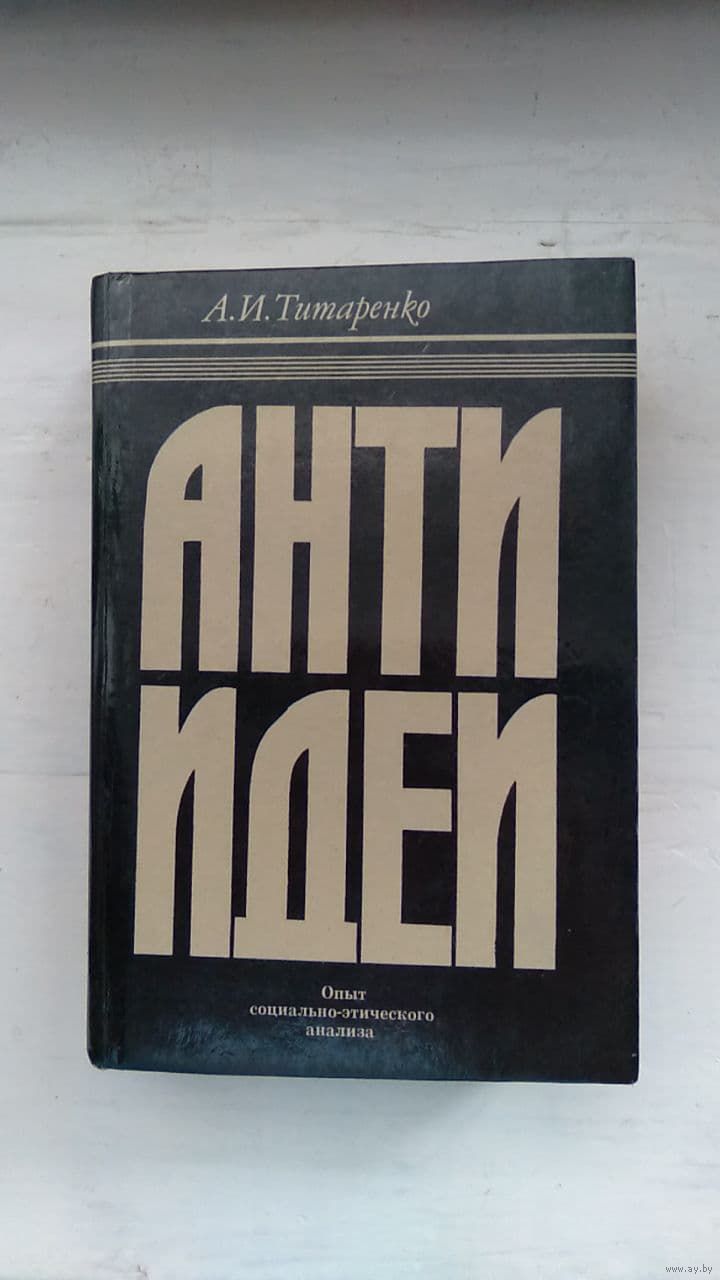 А.И.Титаренко
АНТИ
ИДЕИ
Опыт
социально-этического
анализа
www.ay.by